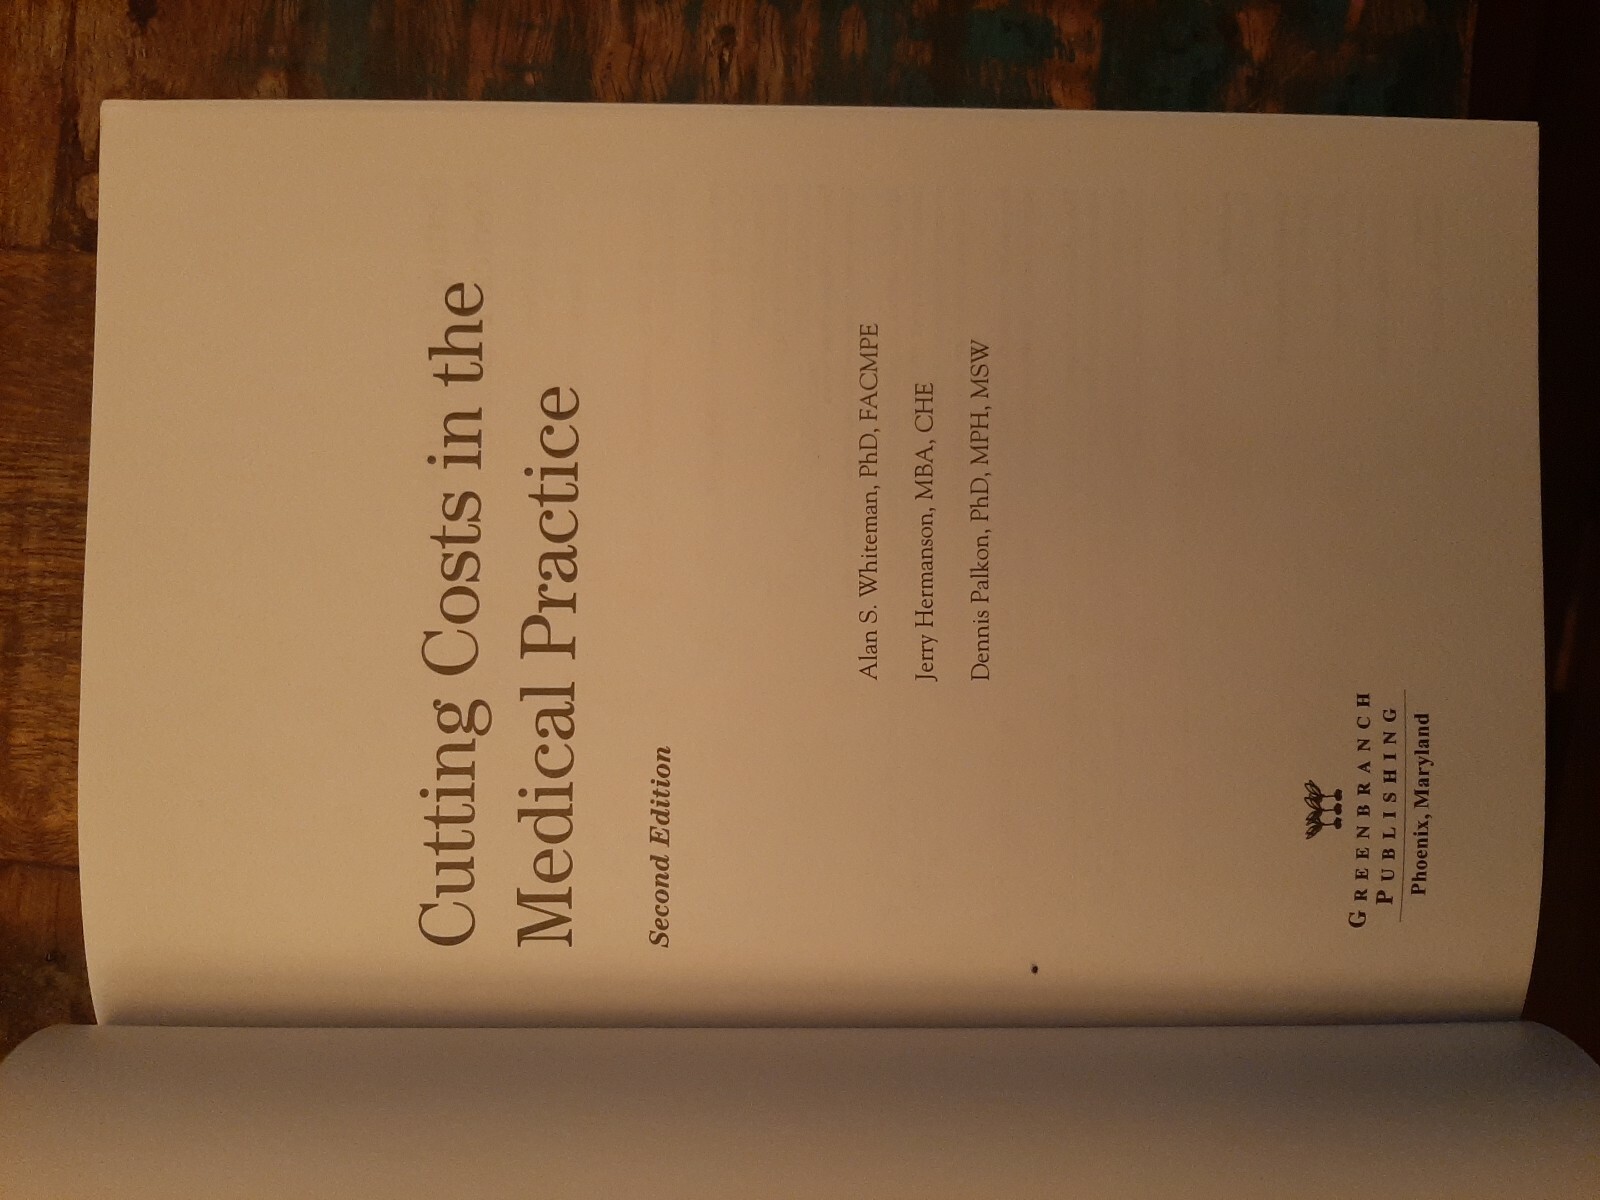 Cutting Costs in the
Medical Practice
Second Edition
Alan S. Whiteman, PhD, FACMPE
Jerry Hermanson, MBA, CHE
Dennis Palkon, PhD, MPH, MSW
GREENBRANCH
PUBLISHING
Phoenix, Maryland